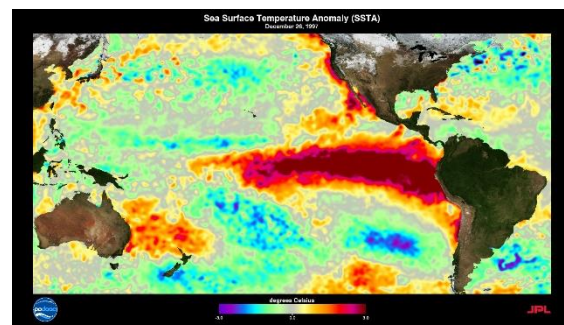 Sea Surface Temperature Anomaly (SSTA)
December 26, 1997
degrees Celsius
JPL